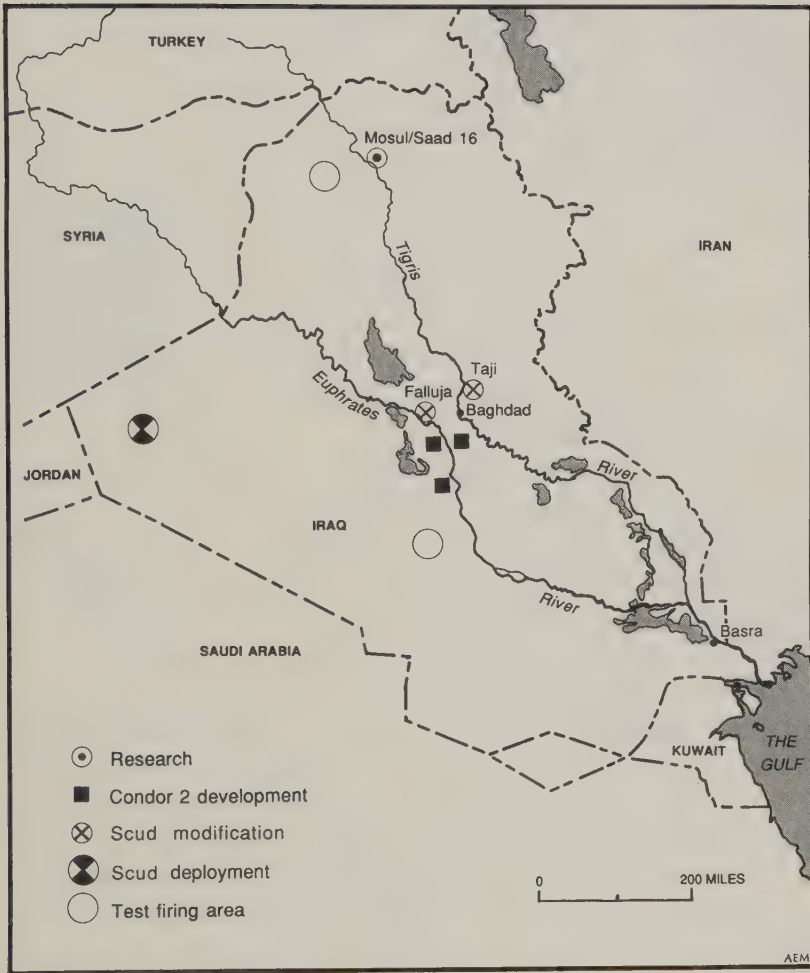 TURKEY
Mosul/Saad 16
SYRIA
IRAN
Tigris
Taji
Falluja
Euphrates
Baghdad
JORDAN
River
IRAQ
River
Basra
SAUDI ARABIA
KUWAIT
THE
GULF
Research
Condor 2 development
Scud modification
Scud deployment
Test firing area
0
200 MILES
AEM